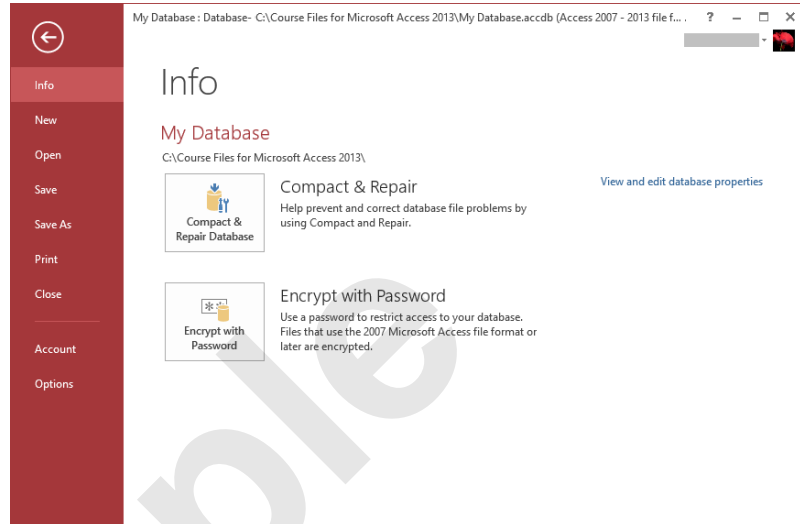 My Database : Database- C:\Course Files for Microsoft Access 2013\My Database.accdb (Access 2007 - 2013 file f... . ?
Info
New
Open
Save
Save As
Print
Close
Account
Options
Info
My Database
C:\Course Files for Microsoft Access 2013\
Compact &
Repair Database
Compact & Repair
Help prevent and correct database file problems by
using Compact and Repair.
View and edit database properties
Encrypt with
Password
Encrypt with Password
Use a password to restrict access to your database.
Files that use the 2007 Microsoft Access file format or
later are encrypted.
ple